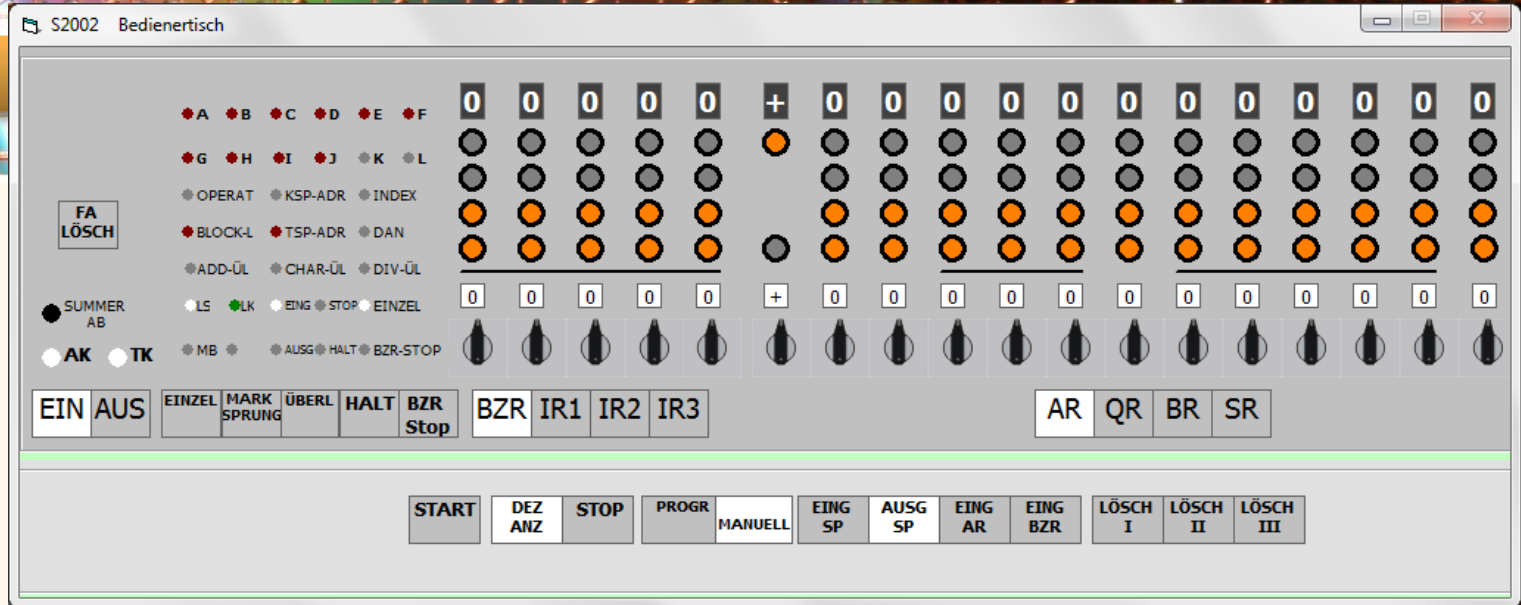 S2002 Bedienertisch
0 0 0 0 0 + 0 0 0 0 0 0 0 0 0 0 0 0
A B C D E F
G H I J K L
OPERAT KSP-ADR INDEX
FA
LÖSCH
BLOCK-L TSP-ADR DAN
ADD-ÜL CHAR-ÜL DIV-ÜL
SUMMER
AB
LS LK EING STOP EINZEL
0 0 0 0 0 + 0 0 0 0 0 0 0 0 0 0 0 0
AK TK
MB AUSG HALT BZR-STOP
EIN AUS
EINZEL
MARK
SPRUNG
ÜBERL
HALT
BZR
Stop
BZR IR1 IR2 IR3
AR QR BR SR
START
DEZ
ANZ
STOP
PROGR
MANUELL
EING
SP
AUSG
SP
EING
AR
EING
BZR
LÖSCH
I
LÖSCH
II
LÖSCH
III